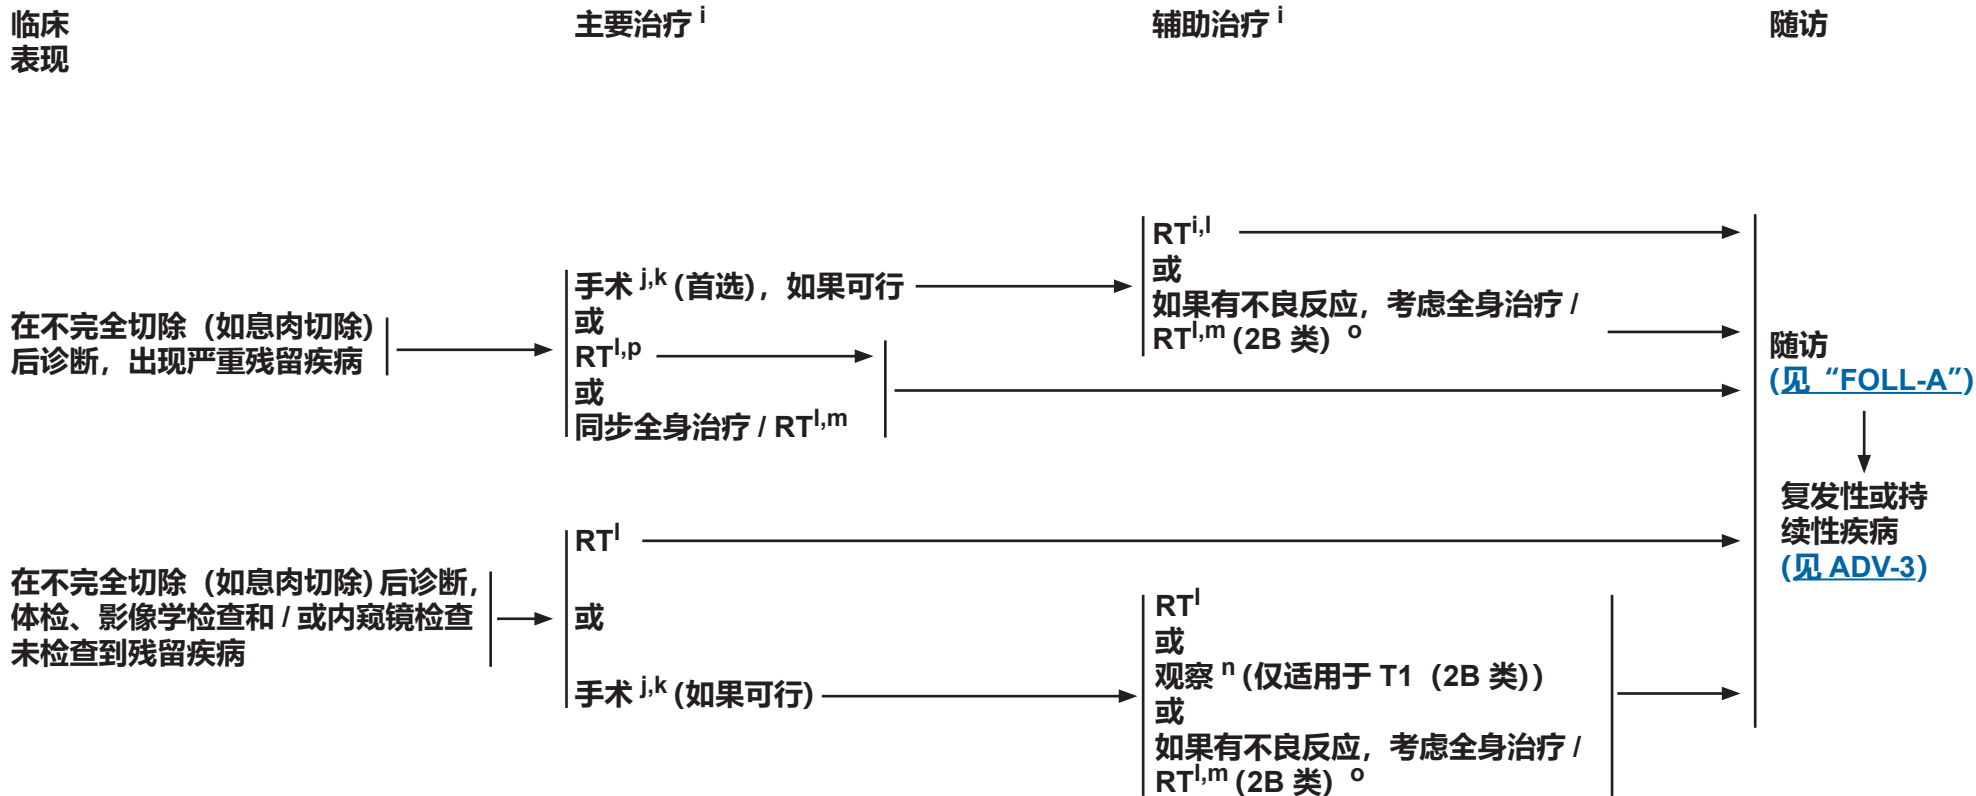 临床
表现
主要治疗 i
辅助治疗 i
随访
在不完全切除（如息肉切除）
后诊断，出现严重残留疾病
手术 j,k (首选)，如果可行
或
RTl,p
或
同步全身治疗 / RTl,m
RTi,l
或
如果有不良反应，考虑全身治疗 /
RTl,m (2B 类) o
随访
(见 “FOLL-A”)
复发性或持
续性疾病
(见 ADV-3)
在不完全切除（如息肉切除) 后诊断，
体检、影像学检查和 / 或内窥镜检查
未检查到残留疾病
RTl
或
手术 j,k (如果可行)
RTl
或
观察 n (仅适用于 T1（2B 类）)
或
如果有不良反应，考虑全身治疗 /
RTl,m (2B 类) o